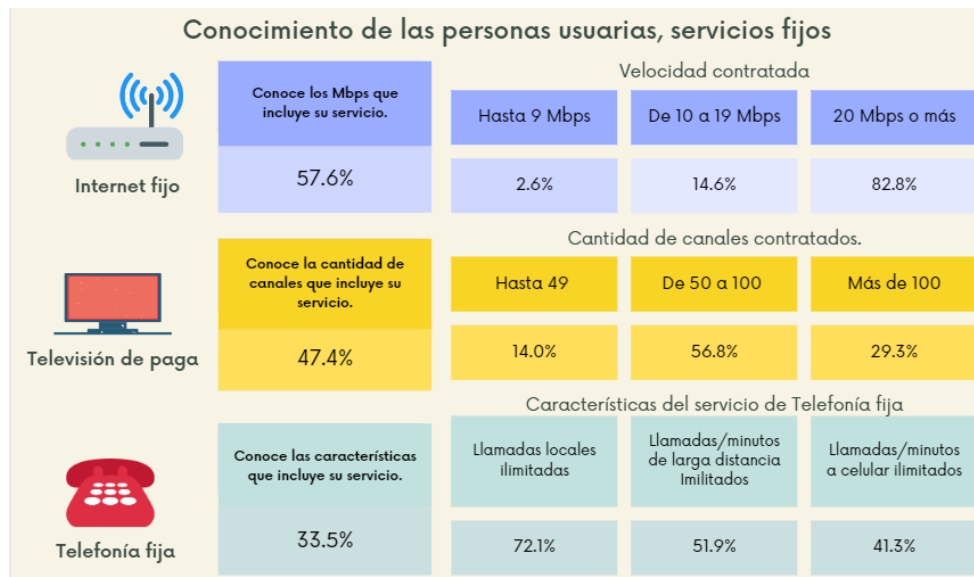 Conocimiento de las personas usuarias, servicios fijos
Velocidad contratada
Conoce los Mbps que
incluye su servicio.
Hasta 9 Mbps
De 10 a 19 Mbps
20 Mbps o más
Internet fijo
57.6%
2.6%
14.6%
82.8%
Cantidad de canales contratados.
Conoce la cantidad de
canales que incluye su
servicio.
Hasta 49
De 50 a 100
Más de 100
Televisión de paga
47.4%
14.0%
56.8%
29.3%
Características del servicio de Telefonía fija
Conoce las características
que incluye su servicio.
Llamadas locales
ilimitadas
Llamadas/minutos
de larga distancia
Imilitados
Llamadas/minutos
a celular ilimitados
Telefonía fija
33.5%
72.1%
51.9%
41.3%